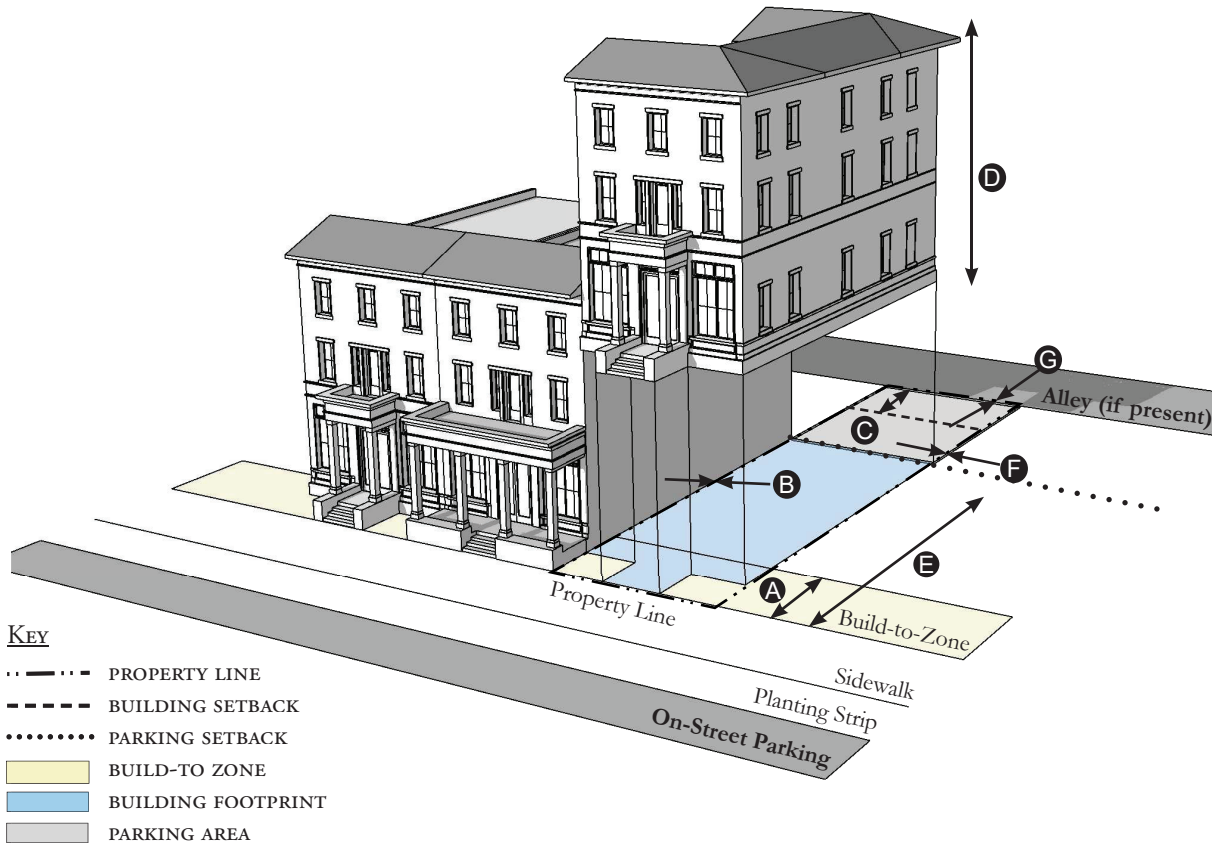 D
G
Alley (if present)
C
F
B
E
A
Property Line
Build-to-Zone
Sidewalk
Planting Strip
On-Street Parking
KEY
PROPERTY LINE
BUILDING SETBACK
PARKING SETBACK
BUILD-TO ZONE
BUILDING FOOTPRINT
PARKING AREA